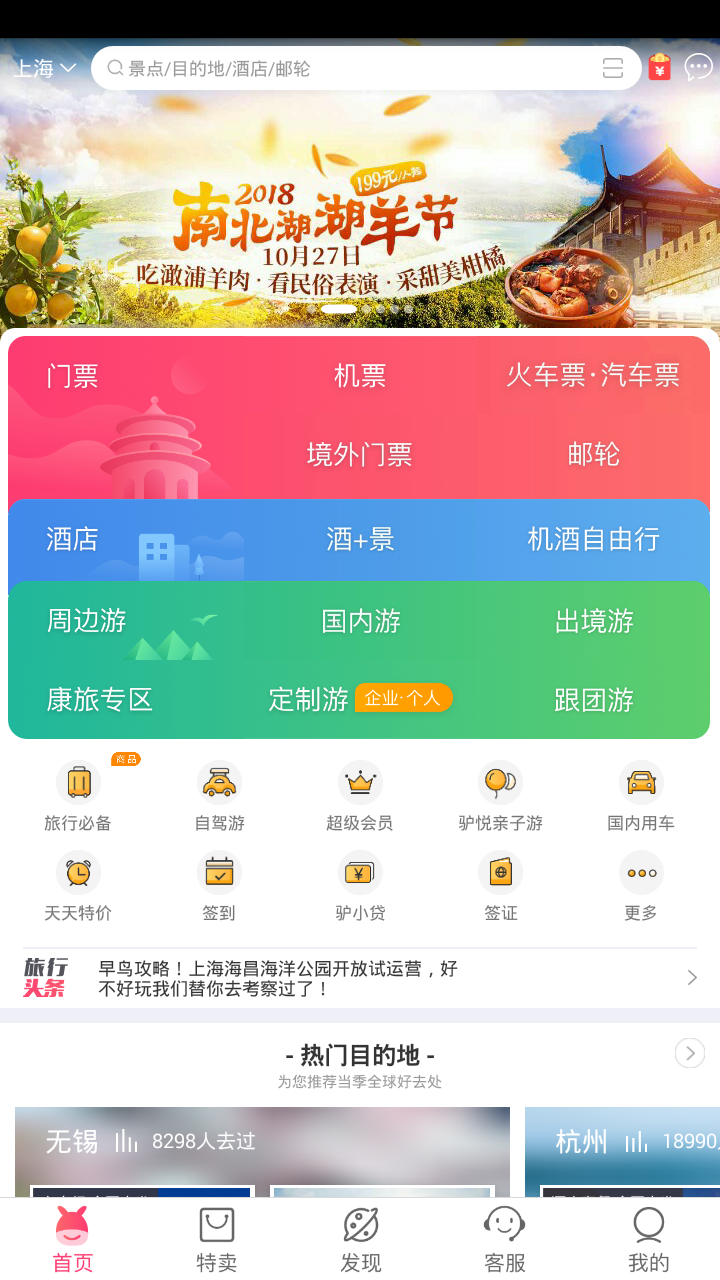 上海
景点/目的地/酒店/邮轮
2018
199元/人起
南北湖湖羊节
10月27日
吃澉浦羊肉·看民俗表演·采甜美柑橘
门票
机票
火车票·汽车票
境外门票
邮轮
酒店
酒+景
机酒自由行
周边游
国内游
出境游
康旅专区
定制游
企业·个人
跟团游
商品
旅行必备
自驾游
超级会员
驴悦亲子游
国内用车
天天特价
签到
驴小贷
签证
更多
旅行
头条
早鸟攻略！上海海昌海洋公园开放试运营，好
不好玩我们替你去考察过了！
- 热门目的地 -
为您推荐当季全球好去处
无锡
8298人去过
杭州
18990
首页
特卖
发现
客服
我的